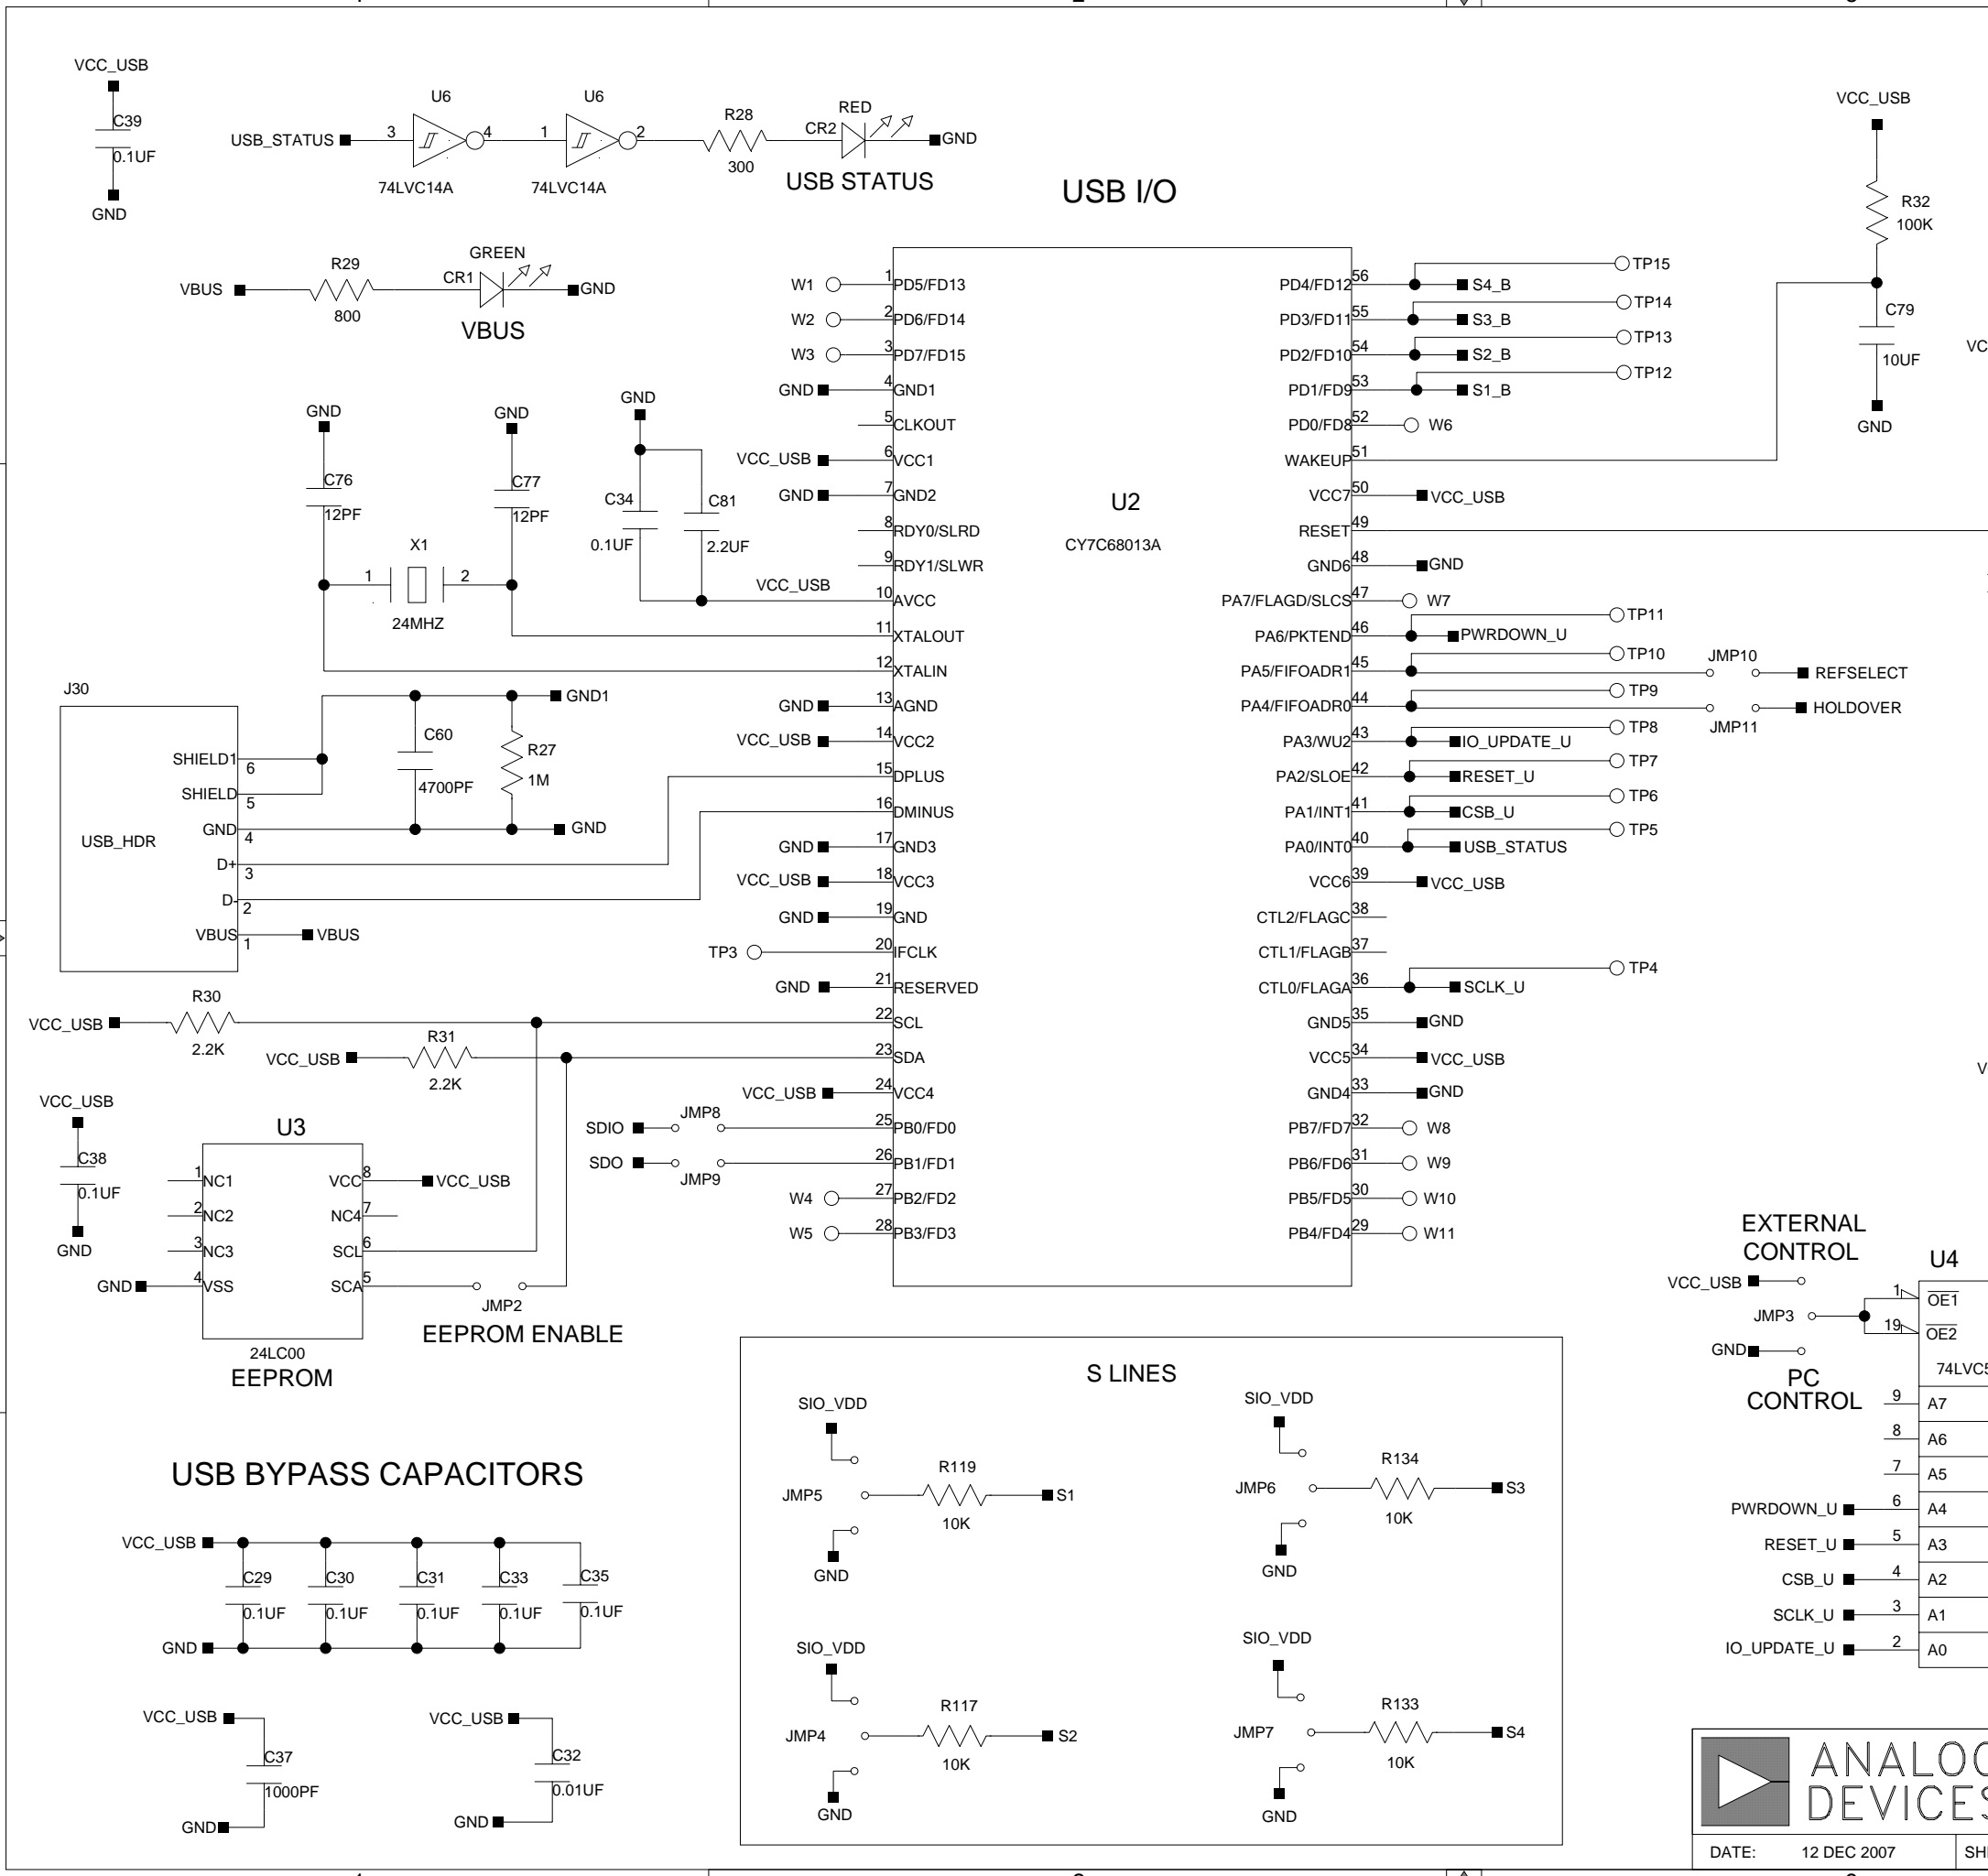 VCC_USB
C39
0.1UF
GND
USB_STATUS
3
U6
4
74LVC14A
1
U6
2
74LVC14A
R28
300
RED
CR2
GND
USB STATUS
USB I/O
VBUS
R29
800
GREEN
CR1
GND
VBUS
VCC_USB
R32
100K
C79
10UF
GND
GND
C76
12PF
GND
C77
12PF
X1
1
2
24MHZ
GND
C34
0.1UF
C81
2.2UF
VCC_USB
U2
CY7C68013A
W1 1 PD5/FD13
W2 2 PD6/FD14
W3 3 PD7/FD15
GND 4 GND1
5 CLKOUT
VCC_USB 6 VCC1
GND 7 GND2
8 RDY0/SLRD
9 RDY1/SLWR
10 AVCC
11 XTALOUT
12 XTALIN
GND 13 AGND
VCC_USB 14 VCC2
15 DPLUS
16 DMINUS
GND 17 GND3
VCC_USB 18 VCC3
GND 19 GND
TP3 20 IFCLK
GND 21 RESERVED
22 SCL
23 SDA
VCC_USB 24 VCC4
SDIO JMP8 25 PB0/FD0
SDO JMP9 26 PB1/FD1
W4 27 PB2/FD2
W5 28 PB3/FD3
PD4/FD12 56 S4_B TP15
PD3/FD11 55 S3_B TP14
PD2/FD10 54 S2_B TP13
PD1/FD9 53 S1_B TP12
PD0/FD8 52 W6
WAKEUP 51
VCC7 50 VCC_USB
RESET 49
GND6 48 GND
PA7/FLAGD/SLCS 47 W7
PA6/PKTEND 46 PWRDOWN_U TP11
PA5/FIFOADR1 45 TP10 JMP10 REFSELECT
PA4/FIFOADR0 44 TP9 JMP11 HOLDOVER
PA3/WU2 43 IO_UPDATE_U TP8
PA2/SLOE 42 RESET_U TP7
PA1/INT1 41 CSB_U TP6
PA0/INT0 40 USB_STATUS TP5
VCC6 39 VCC_USB
CTL2/FLAGC 38
CTL1/FLAGB 37
CTL0/FLAGA 36 SCLK_U TP4
GND5 35 GND
VCC5 34 VCC_USB
GND4 33 GND
PB7/FD7 32 W8
PB6/FD6 31 W9
PB5/FD5 30 W10
PB4/FD4 29 W11
J30
USB_HDR
SHIELD1 6
SHIELD 5
GND 4
D+ 3
D- 2
VBUS 1 VBUS
C60
4700PF
R27
1M
GND1
GND
VCC_USB
R30
2.2K
VCC_USB
R31
2.2K
VCC_USB
C38
0.1UF
GND
U3
1 NC1
2 NC2
3 NC3
GND 4 VSS
VCC 8 VCC_USB
NC4 7
SCL 6
SCA 5
24LC00
EEPROM
JMP2
EEPROM ENABLE
USB BYPASS CAPACITORS
VCC_USB
C29
0.1UF
C30
0.1UF
C31
0.1UF
C33
0.1UF
C35
0.1UF
GND
VCC_USB
C37
1000PF
GND
VCC_USB
C32
0.01UF
GND
S LINES
SIO_VDD
JMP5
R119
10K
S1
GND
SIO_VDD
JMP6
R134
10K
S3
GND
SIO_VDD
JMP4
R117
10K
S2
GND
SIO_VDD
JMP7
R133
10K
S4
GND
EXTERNAL
CONTROL
VCC_USB
JMP3
GND
PC
CONTROL
U4
1 OE1
19 OE2
9 A7
8 A6
7 A5
PWRDOWN_U 6 A4
RESET_U 5 A3
CSB_U 4 A2
SCLK_U 3 A1
IO_UPDATE_U 2 A0
ANALOG
DEVICES
DATE: 12 DEC 2007